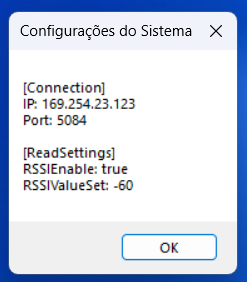 Configurações do Sistema
[Connection]
IP: 169.254.23.123
Port: 5084
[ReadSettings]
RSSIEnable: true
RSSIValueSet: -60
OK